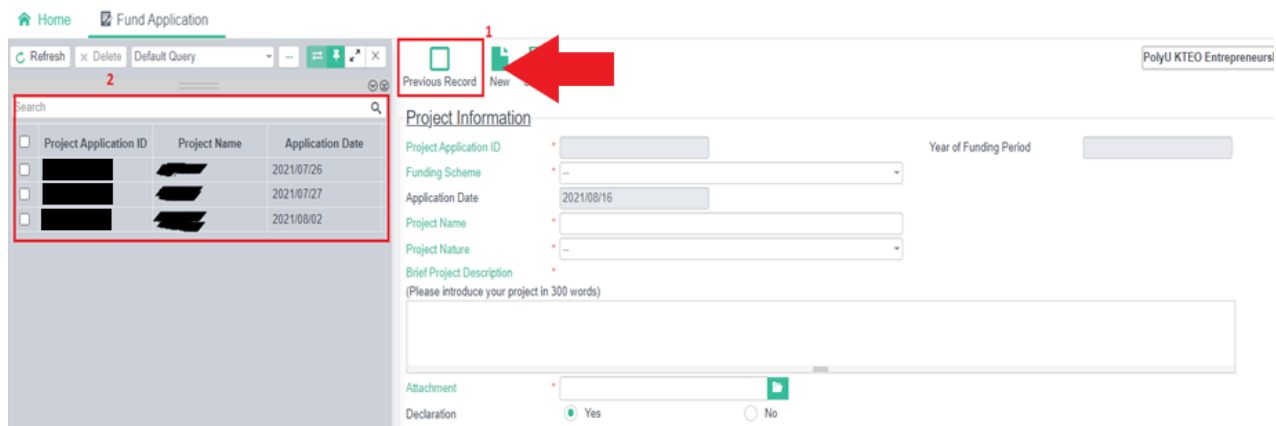 Home Fund Application
1
Refresh Delete Default Query
PolyU KTEO Entrepreneurshi
2
Previous Record New
Search
Project Information
Project Application ID Project Name Application Date
Project Application ID * Year of Funding Period
2021/07/26
Funding Scheme * --
2021/07/27
Application Date 2021/08/16
2021/08/02
Project Name *
Project Nature * --
Brief Project Description *
(Please introduce your project in 300 words)
Attachment *
Declaration Yes No